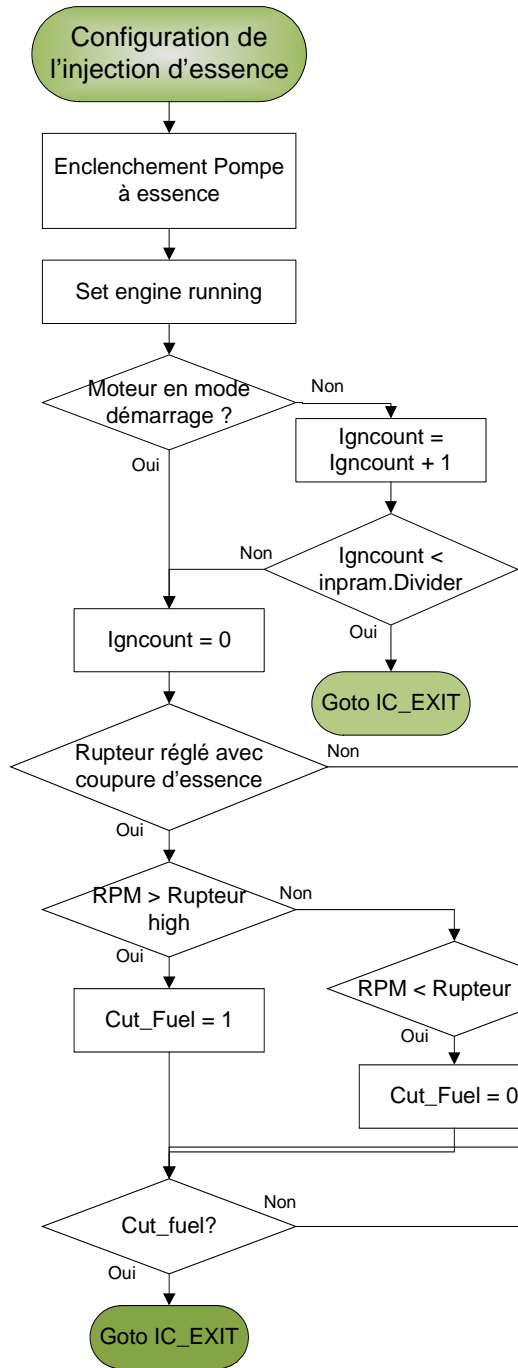 Configuration de
l'injection d'essence
Enclenchement Pompe
à essence
Set engine running
Moteur en mode
démarrage ?
Non
Oui
Igncount =
Igncount + 1
Igncount <
inpram.Divider
Non
Oui
Igncount = 0
Goto IC_EXIT
Rupteur réglé avec
coupure d'essence
Non
Oui
RPM > Rupteur
high
Non
Oui
RPM < Rupteur
Oui
Cut_Fuel = 1
Cut_Fuel = 0
Cut_fuel?
Non
Oui
Goto IC_EXIT